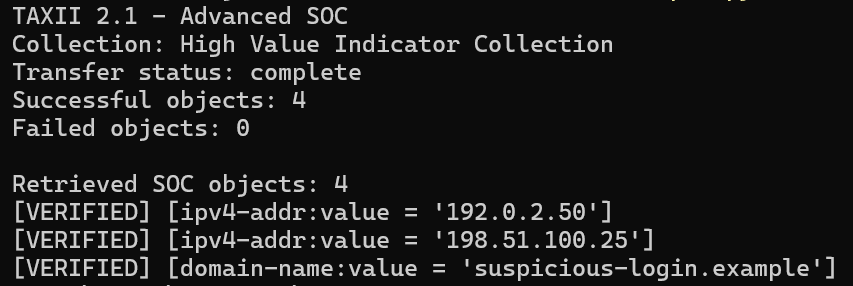 TAXII 2.1 - Advanced SOC
Collection: High Value Indicator Collection
Transfer status: complete
Successful objects: 4
Failed objects: 0
Retrieved SOC objects: 4
[VERIFIED] [ipv4-addr:value = '192.0.2.50']
[VERIFIED] [ipv4-addr:value = '198.51.100.25']
[VERIFIED] [domain-name:value = 'suspicious-login.example']